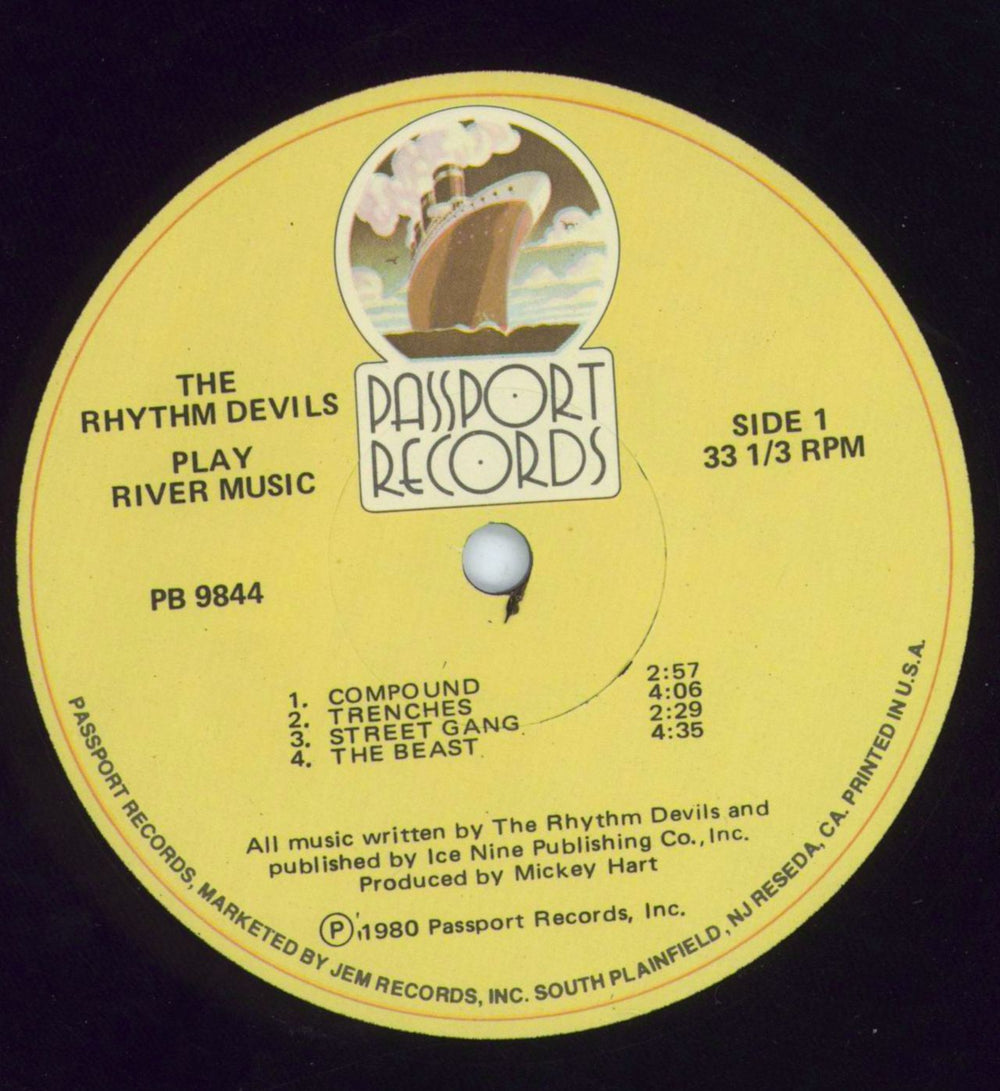 PASSPORT
RECORDS
THE
RHYTHM DEVILS
PLAY
RIVER MUSIC
SIDE 1
33 1/3 RPM
PB 9844
1. COMPOUND 2:57
2. TRENCHES 4:06
3. STREET GANG 2:29
4. THE BEAST 4:35
All music written by The Rhythm Devils and
published by Ice Nine Publishing Co., Inc.
Produced by Mickey Hart
Ⓟ 1980 Passport Records, Inc.
PASSPORT RECORDS, MARKETED BY JEM RECORDS, INC. SOUTH PLAINFIELD, NJ RESEDA, CA. PRINTED IN U.S.A.